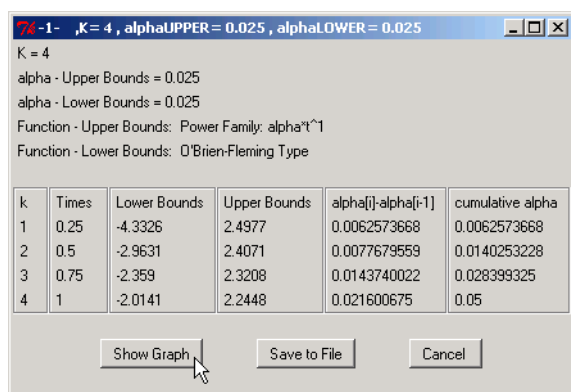 -1- ,K= 4 , alphaUPPER= 0.025 , alphaLOWER= 0.025
K = 4
alpha - Upper Bounds = 0.025
alpha - Lower Bounds = 0.025
Function - Upper Bounds: Power Family: alpha*t^1
Function - Lower Bounds: O'Brien-Fleming Type
k Times Lower Bounds Upper Bounds alpha[i]-alpha[i-1] cumulative alpha
1 0.25 -4.3326 2.4977 0.0062573668 0.0062573668
2 0.5 -2.9631 2.4071 0.0077679559 0.0140253228
3 0.75 -2.359 2.3208 0.0143740022 0.028399325
4 1 -2.0141 2.2448 0.021600675 0.05
Show Graph Save to File Cancel